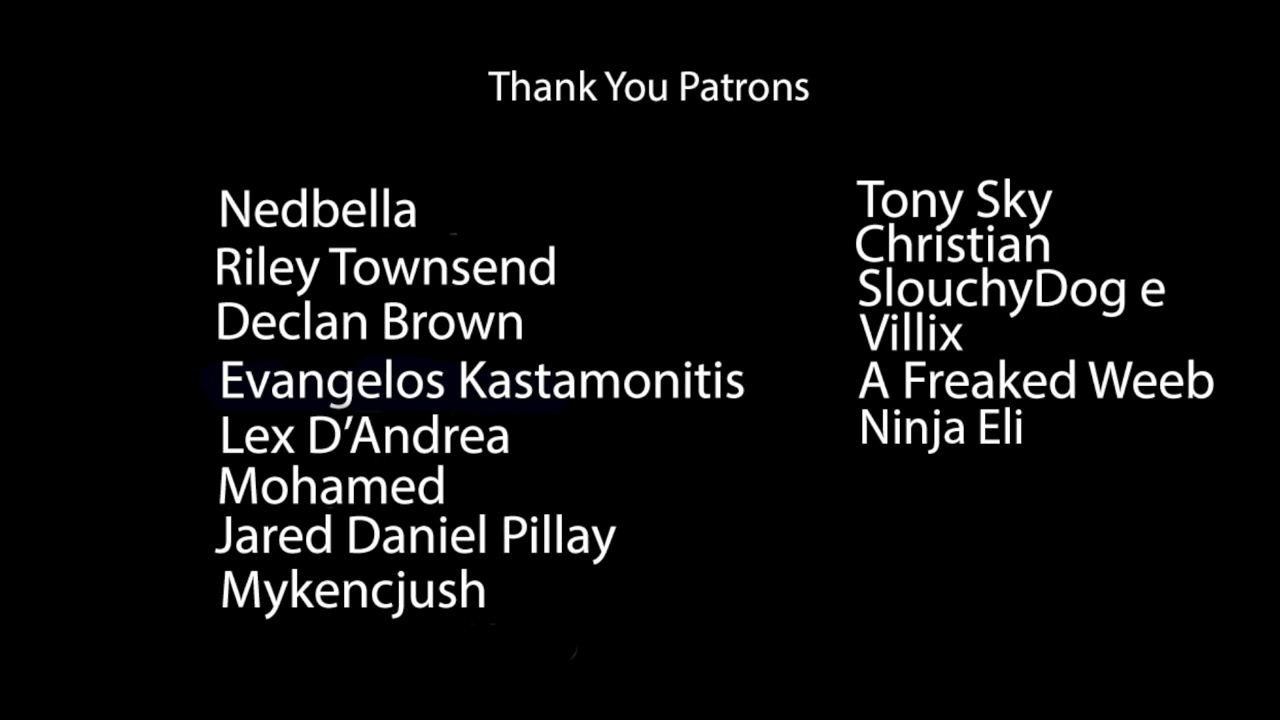 Thank You Patrons
Nedbella
Riley Townsend
Declan Brown
Evangelos Kastamonitis
Lex D’Andrea
Mohamed
Jared Daniel Pillay
Mykencjush
Tony Sky
Christian
SlouchyDog e
Villix
A Freaked Weeb
Ninja Eli